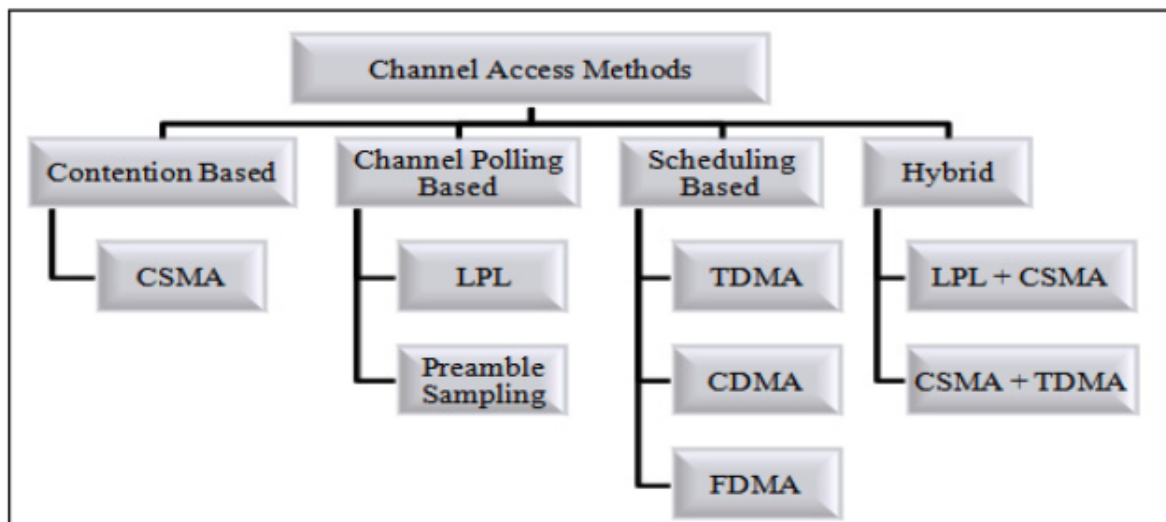 Channel Access Methods
Contention Based
CSMA
Channel Polling
Based
LPL
Preamble
Sampling
Scheduling
Based
TDMA
CDMA
FDMA
Hybrid
LPL + CSMA
CSMA + TDMA